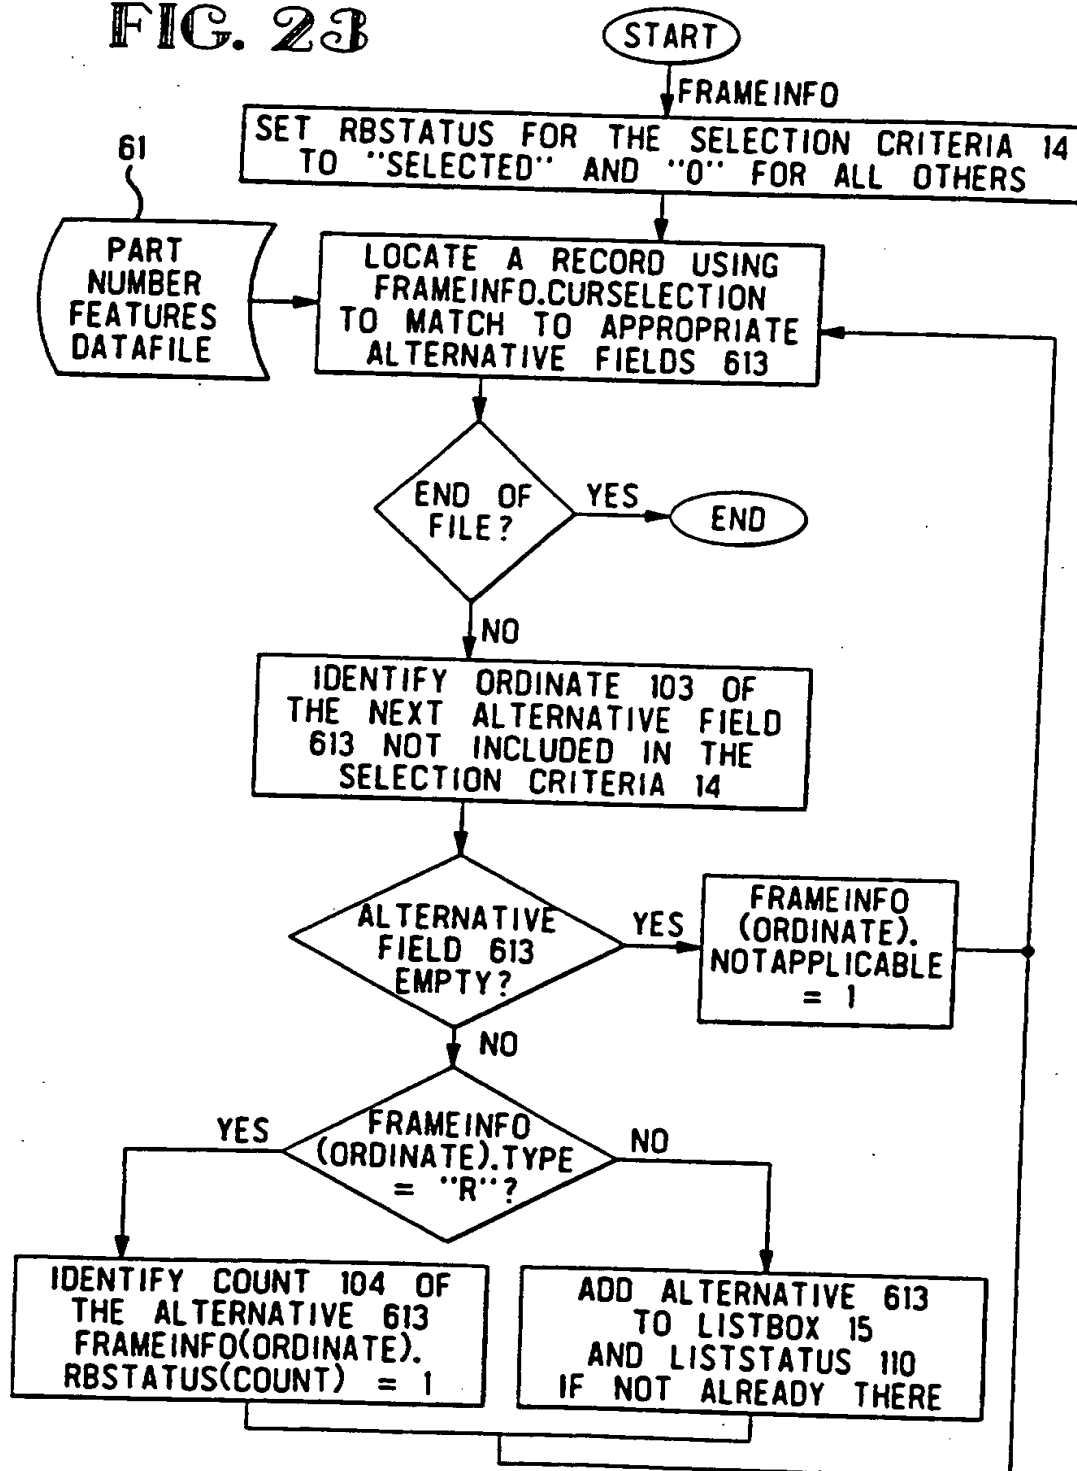 FIG. 23
START
FRAMEINFO
SET RBSTATUS FOR THE SELECTION CRITERIA 14
TO "SELECTED" AND "0" FOR ALL OTHERS
61
PART
NUMBER
FEATURES
DATAFILE
LOCATE A RECORD USING
FRAMEINFO.CURSELECTION
TO MATCH TO APPROPRIATE
ALTERNATIVE FIELDS 613
END OF
FILE?
YES
END
NO
IDENTIFY ORDINATE 103 OF
THE NEXT ALTERNATIVE FIELD
613 NOT INCLUDED IN THE
SELECTION CRITERIA 14
ALTERNATIVE
FIELD 613
EMPTY?
YES
FRAMEINFO
(ORDINATE).
NOTAPPLICABLE
= 1
NO
FRAMEINFO
(ORDINATE).TYPE
= "R"?
YES
NO
IDENTIFY COUNT 104 OF
THE ALTERNATIVE 613
FRAMEINFO(ORDINATE).
RBSTATUS(COUNT) = 1
ADD ALTERNATIVE 613
TO LISTBOX 15
AND LISTSTATUS 110
IF NOT ALREADY THERE